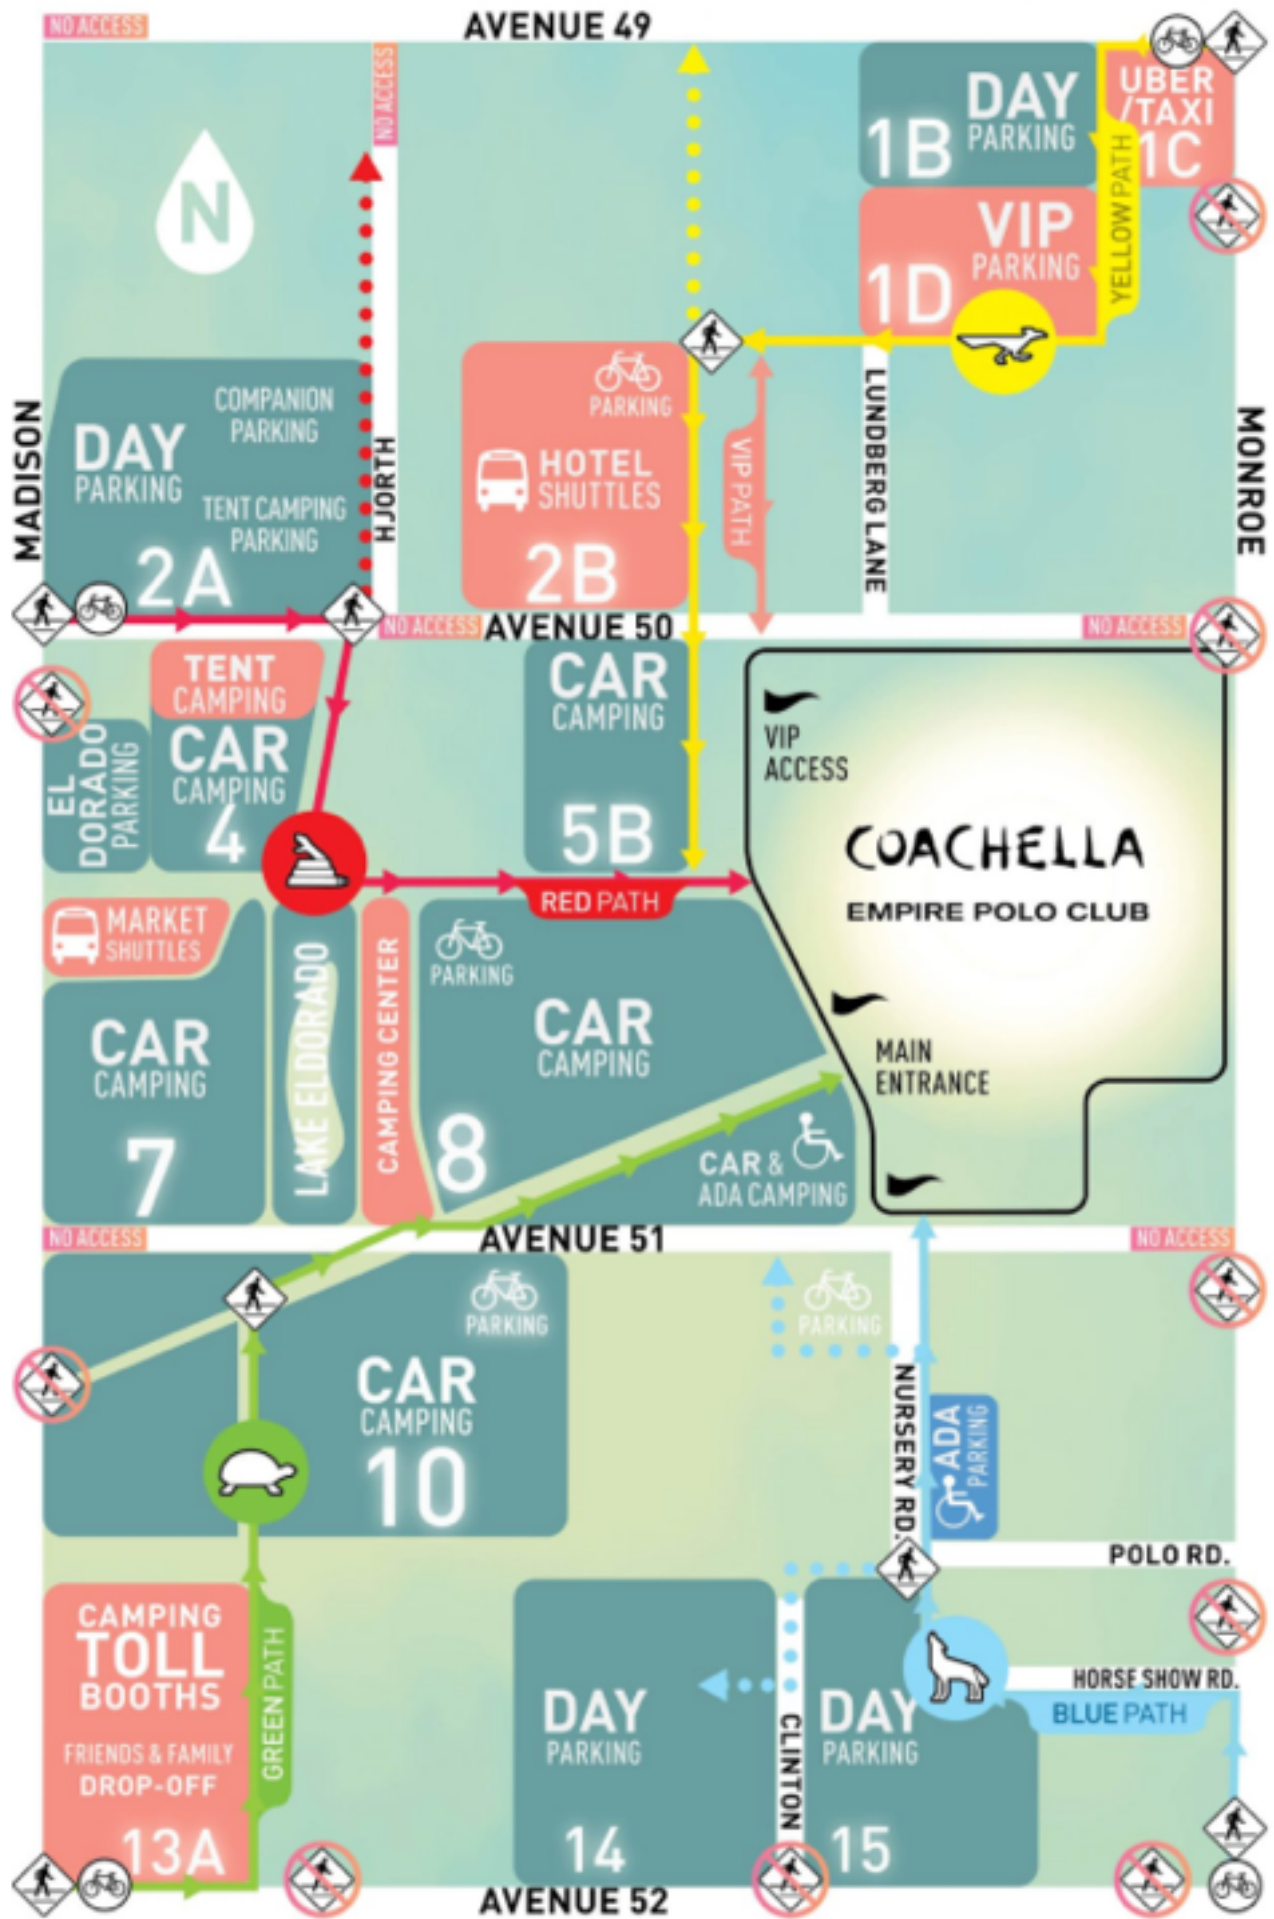 NO ACCESS
AVENUE 49
NO ACCESS
DAY
PARKING
1B
UBER
/TAXI
1C
YELLOW PATH
N
VIP
PARKING
1D
MADISON
COMPANION
PARKING
DAY
PARKING
TENT CAMPING
PARKING
2A
HJORTH
PARKING
HOTEL
SHUTTLES
2B
VIP PATH
LUNDBERG LANE
MONROE
NO ACCESS
AVENUE 50
NO ACCESS
TENT
CAMPING
CAR
CAMPING
4
EL
DORADO
PARKING
CAR
CAMPING
5B
VIP
ACCESS
COACHELLA
EMPIRE POLO CLUB
RED PATH
MARKET
SHUTTLES
CAR
CAMPING
7
LAKE ELDORADO
CAMPING CENTER
PARKING
CAR
CAMPING
8
MAIN
ENTRANCE
CAR &
ADA CAMPING
NO ACCESS
AVENUE 51
NO ACCESS
PARKING
PARKING
CAR
CAMPING
10
NURSERY RD.
ADA
PARKING
POLO RD.
CAMPING
TOLL
BOOTHS
FRIENDS & FAMILY
DROP-OFF
13A
GREEN PATH
DAY
PARKING
14
CLINTON
DAY
PARKING
15
HORSE SHOW RD.
BLUE PATH
AVENUE 52